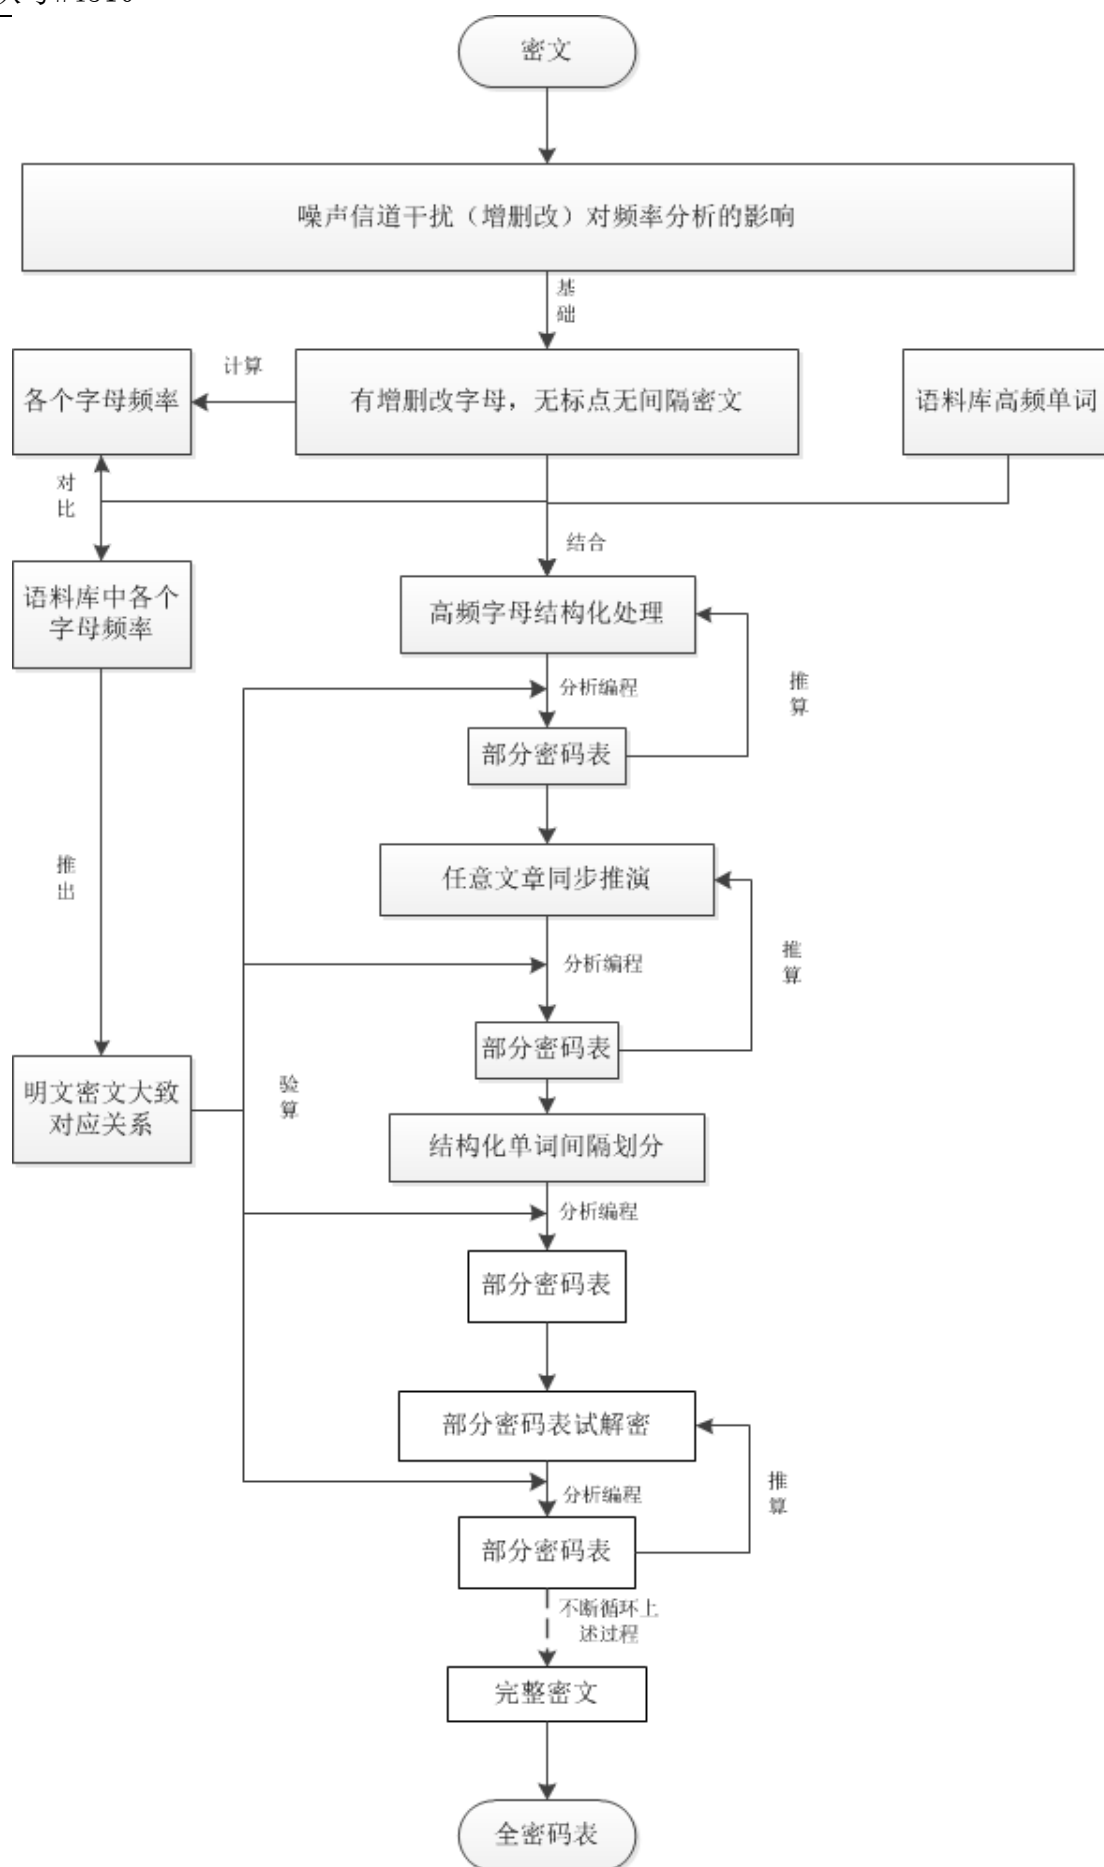 密文
噪声信道干扰（增删改）对频率分析的影响
基
础
计算
各个字母频率
有增删改字母，无标点无间隔密文
语料库高频单词
对
比
结合
语料库中各个
字母频率
高频字母结构化处理
分析编程
推
算
部分密码表
推
出
任意文章同步推演
分析编程
推
算
部分密码表
明文密文大致
对应关系
验
算
结构化单词间隔划分
分析编程
部分密码表
部分密码表试解密
分析编程
推
算
部分密码表
不断循环上
述过程
完整密文
全密码表